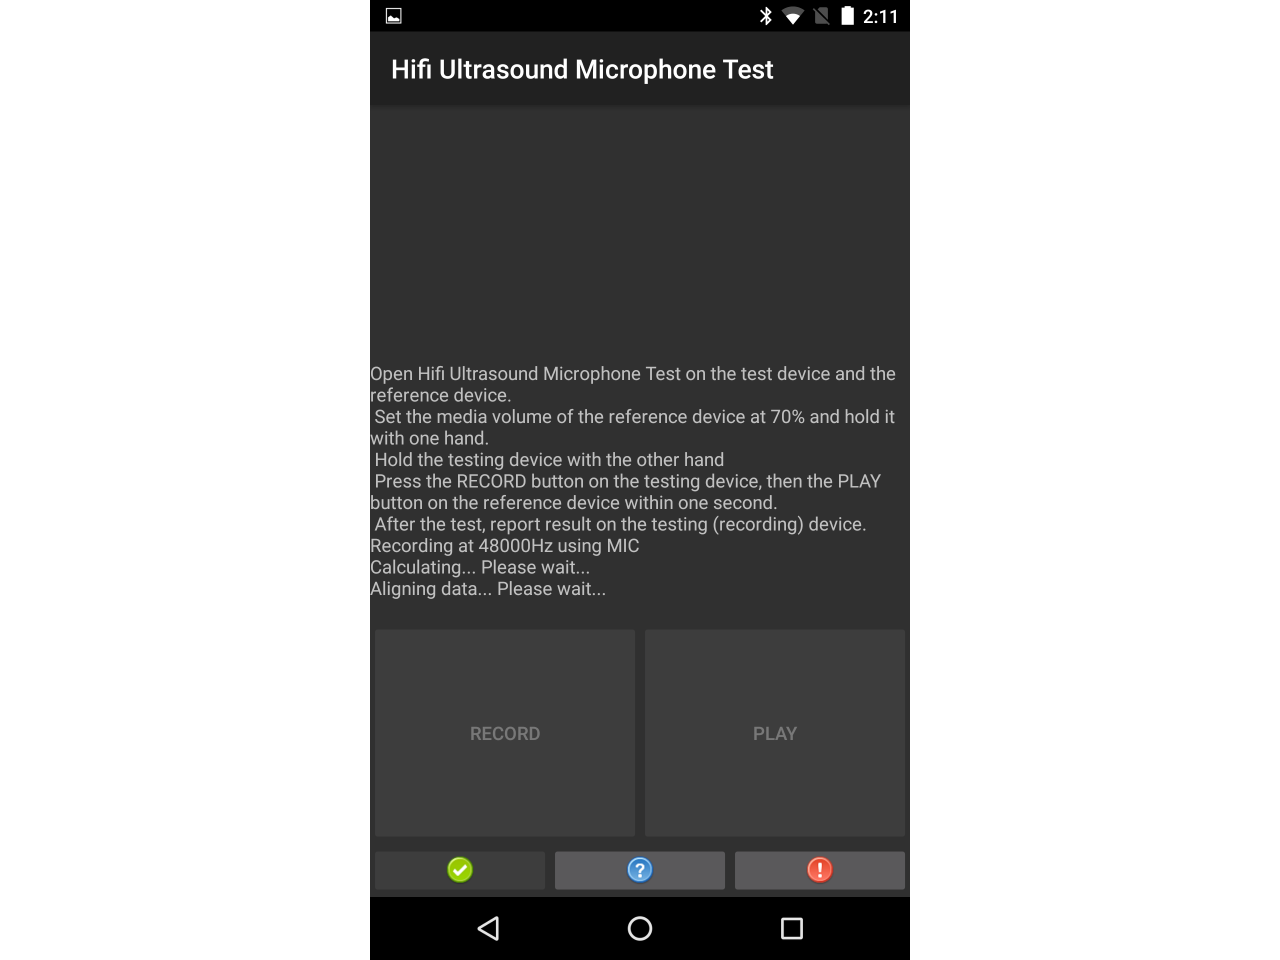 2:11
Hifi Ultrasound Microphone Test
Open Hifi Ultrasound Microphone Test on the test device and the
reference device.
Set the media volume of the reference device at 70% and hold it
with one hand.
Hold the testing device with the other hand
Press the RECORD button on the testing device, then the PLAY
button on the reference device within one second.
After the test, report result on the testing (recording) device.
Recording at 48000Hz using MIC
Calculating... Please wait...
Aligning data... Please wait...
RECORD
PLAY